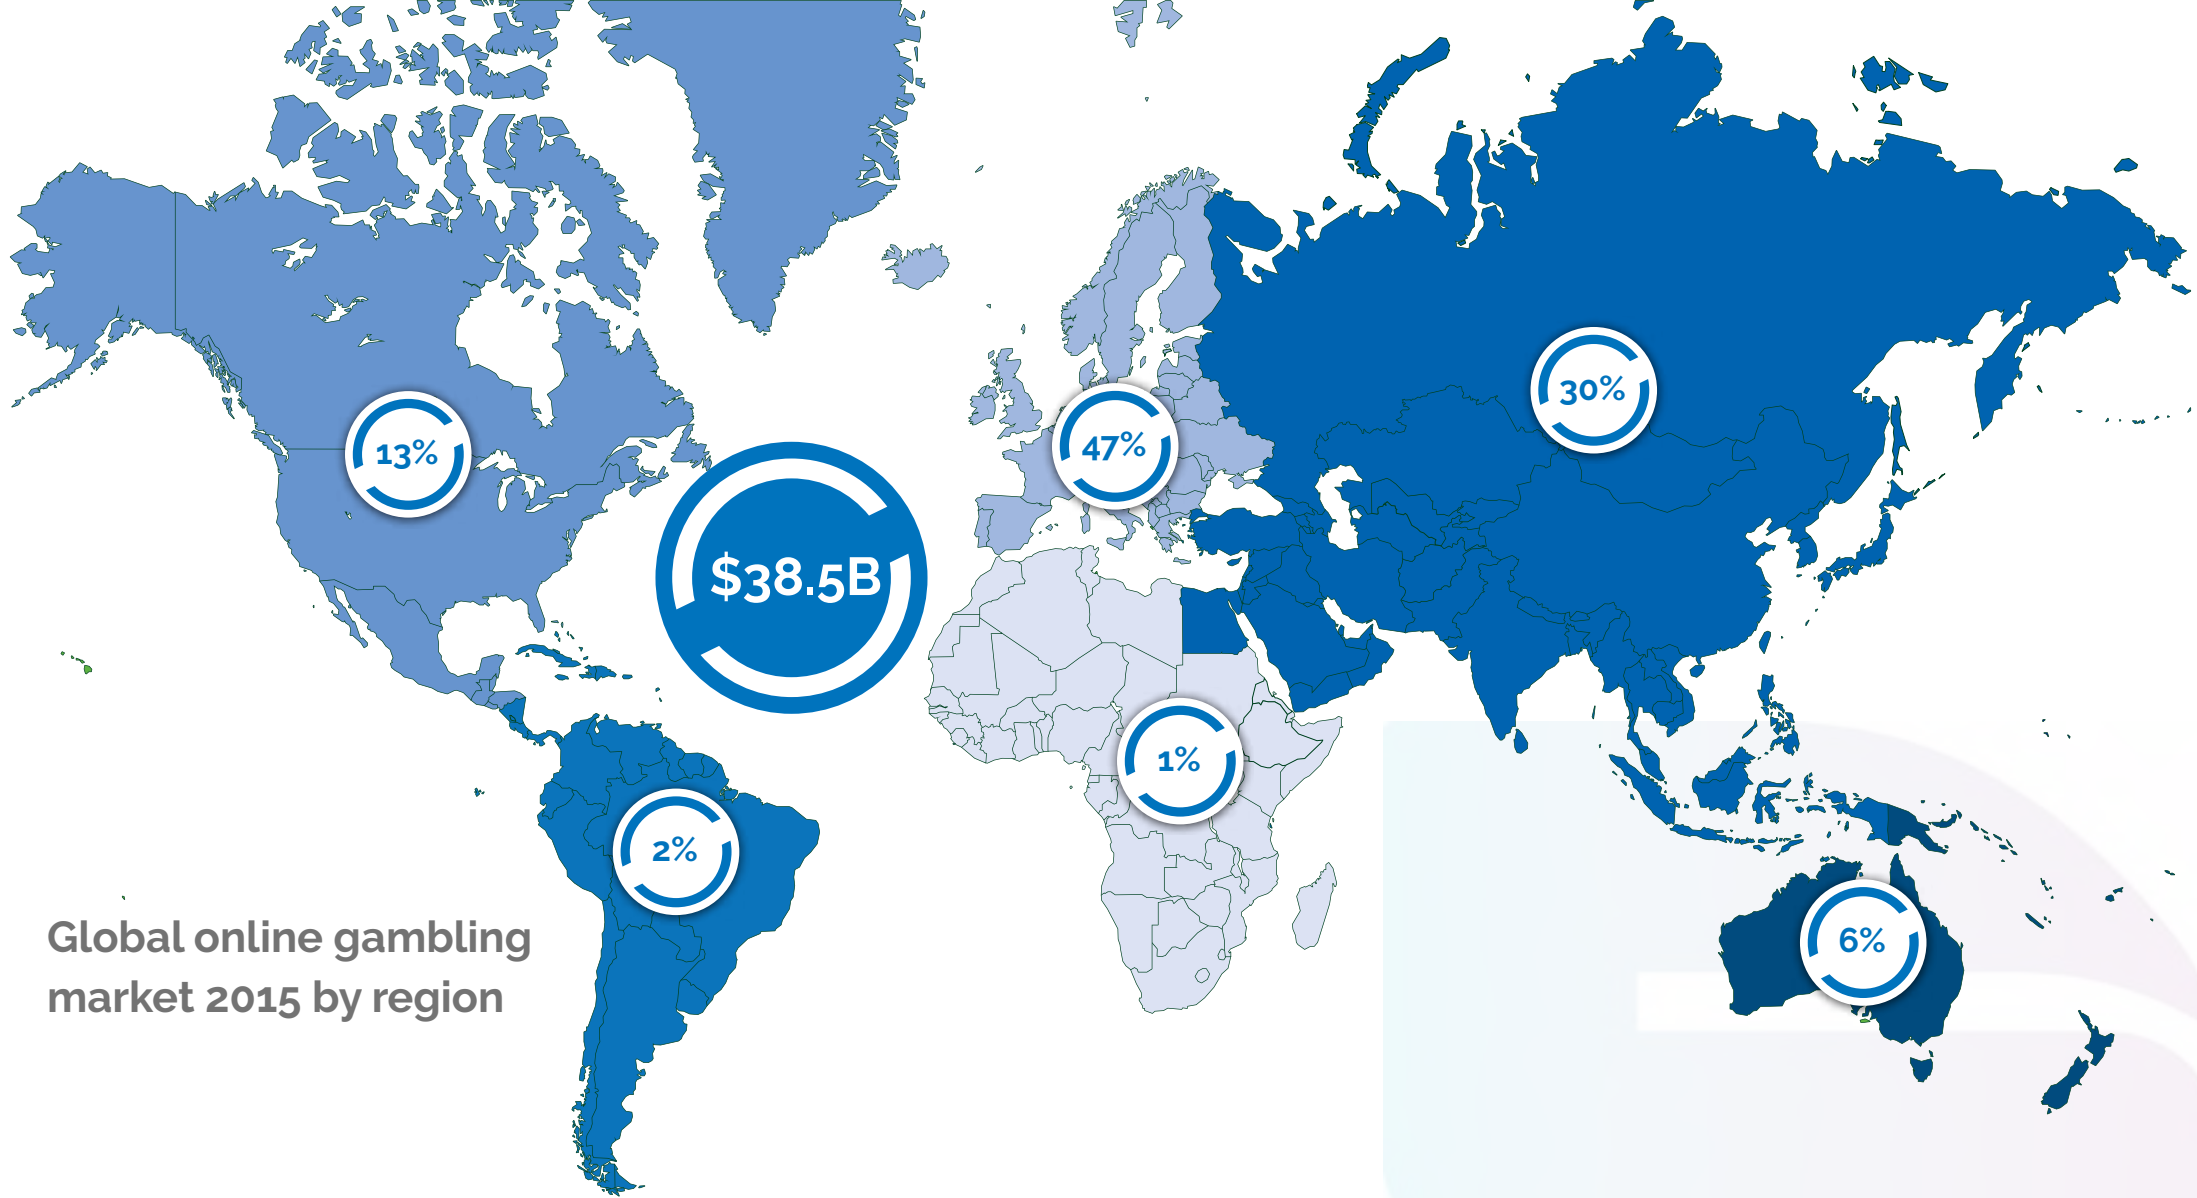 30%
13%
47%
$38.5B
1%
2%
Global online gambling
market 2015 by region
6%